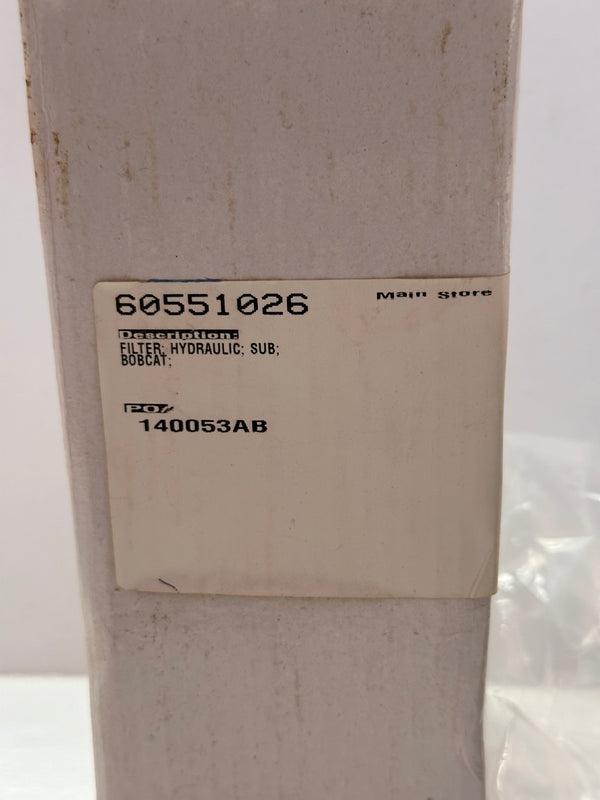 60551026
Main Store
Description:
FILTER; HYDRAULIC; SUB;
BOBCAT;
PO/
140053AB